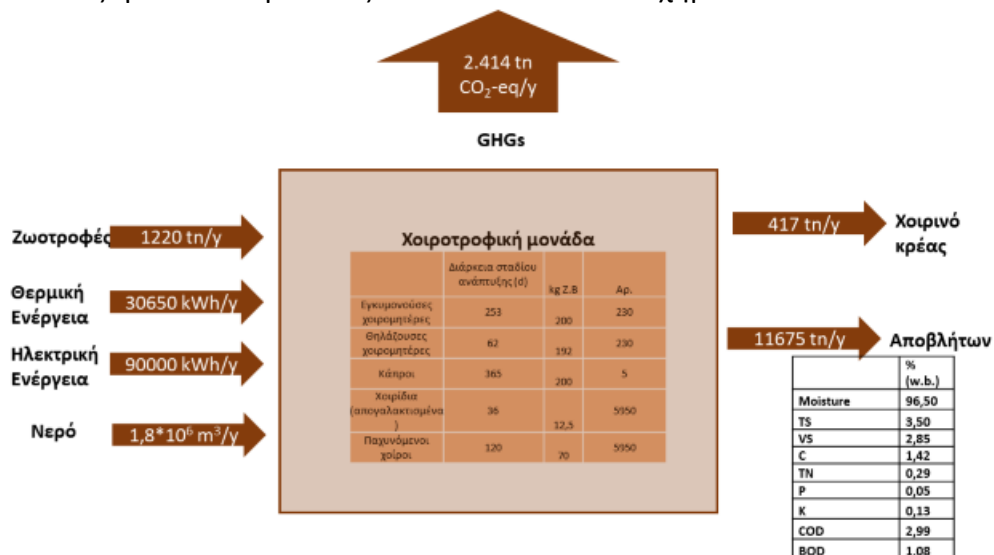 2.414 tn
CO₂-eq/y
GHGs
Ζωοτροφές
1220 tn/y
Θερμική
Ενέργεια
30650 kWh/y
Ηλεκτρική
Ενέργεια
90000 kWh/y
Νερό
1,8*10⁶ m³/y
Χοιροτροφική μονάδα
Διάρκεια σταδίου
ανάπτυξης (d)
kg Ζ.Β
Αρ.
Εγκυμονούσες
χοιρομητέρες
253
200
230
Θηλάζουσες
χοιρομητέρες
62
192
230
Κάπροι
365
200
5
Χοιρίδια
(απογαλακτισμένα
)
36
12,5
5950
Παχυνόμενοι
χοίροι
120
70
5950
417 tn/y
Χοιρινό
κρέας
11675 tn/y
Αποβλήτων
%
(w.b.)
Moisture 96,50
TS 3,50
VS 2,85
C 1,42
TN 0,29
P 0,05
K 0,13
COD 2,99
BOD 1,08